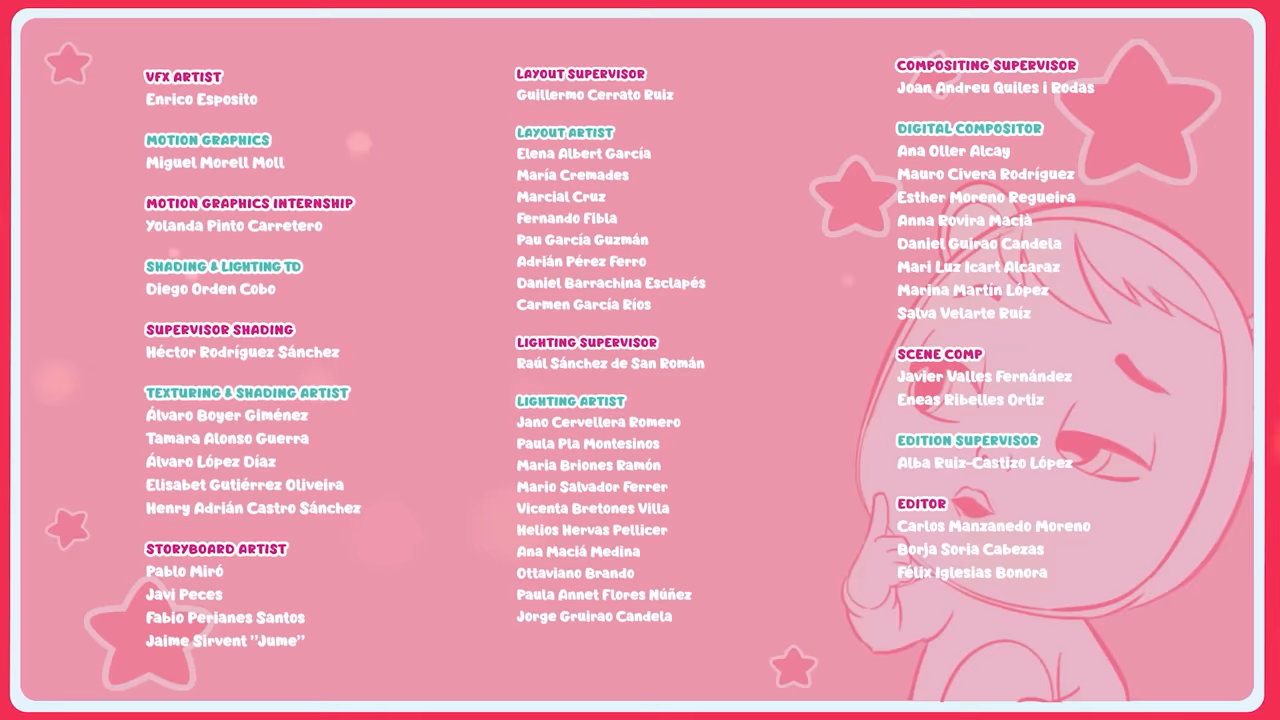 VFX ARTIST
Enrico Esposito
MOTION GRAPHICS
Miguel Morell Moll
MOTION GRAPHICS INTERNSHIP
Yolanda Pinto Carretero
SHADING & LIGHTING TD
Diego Orden Cobo
SUPERVISOR SHADING
Héctor Rodríguez Sánchez
TEXTURING & SHADING ARTIST
Álvaro Boyer Giménez
Tamara Alonso Guerra
Álvaro López Díaz
Elisabet Gutiérrez Oliveira
Henry Adrián Castro Sánchez
STORYBOARD ARTIST
Pablo Miró
Javi Peces
Fabio Perianes Santos
Jaime Sirvent "Jume"
LAYOUT SUPERVISOR
Guillermo Cerrato Ruiz
LAYOUT ARTIST
Elena Albert García
María Cremades
Marcial Cruz
Fernando Fibla
Pau García Guzmán
Adrián Pérez Ferro
Daniel Barrachina Esclapés
Carmen García Ríos
LIGHTING SUPERVISOR
Raúl Sánchez de San Román
LIGHTING ARTIST
Jano Cervellera Romero
Paula Pla Montesinos
Maria Briones Ramón
Mario Salvador Ferrer
Vicenta Bretones Villa
Helios Hervas Pellicer
Ana Maciá Medina
Ottaviano Brando
Paula Annet Flores Núñez
Jorge Gruirao Candela
COMPOSITING SUPERVISOR
Joan Andreu Quiles i Rodas
DIGITAL COMPOSITOR
Ana Oller Alcay
Mauro Civera Rodríguez
Esther Moreno Regueira
Anna Rovira Macià
Daniel Guirao Candela
Mari Luz Icart Alcaraz
Marina Martín López
Salva Velarte Ruíz
SCENE COMP
Javier Valles Fernández
Eneas Ribelles Ortiz
EDITION SUPERVISOR
Alba Ruiz-Castizo López
EDITOR
Carlos Manzanedo Moreno
Borja Soria Cabezas
Félix Iglesias Bonora